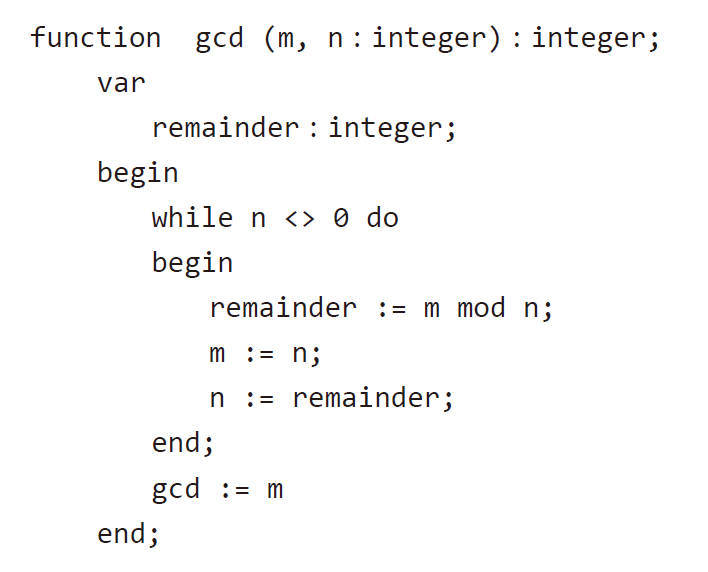 function gcd (m, n : integer) : integer;
var
remainder : integer;
begin
while n <> 0 do
begin
remainder := m mod n;
m := n;
n := remainder;
end;
gcd := m
end;